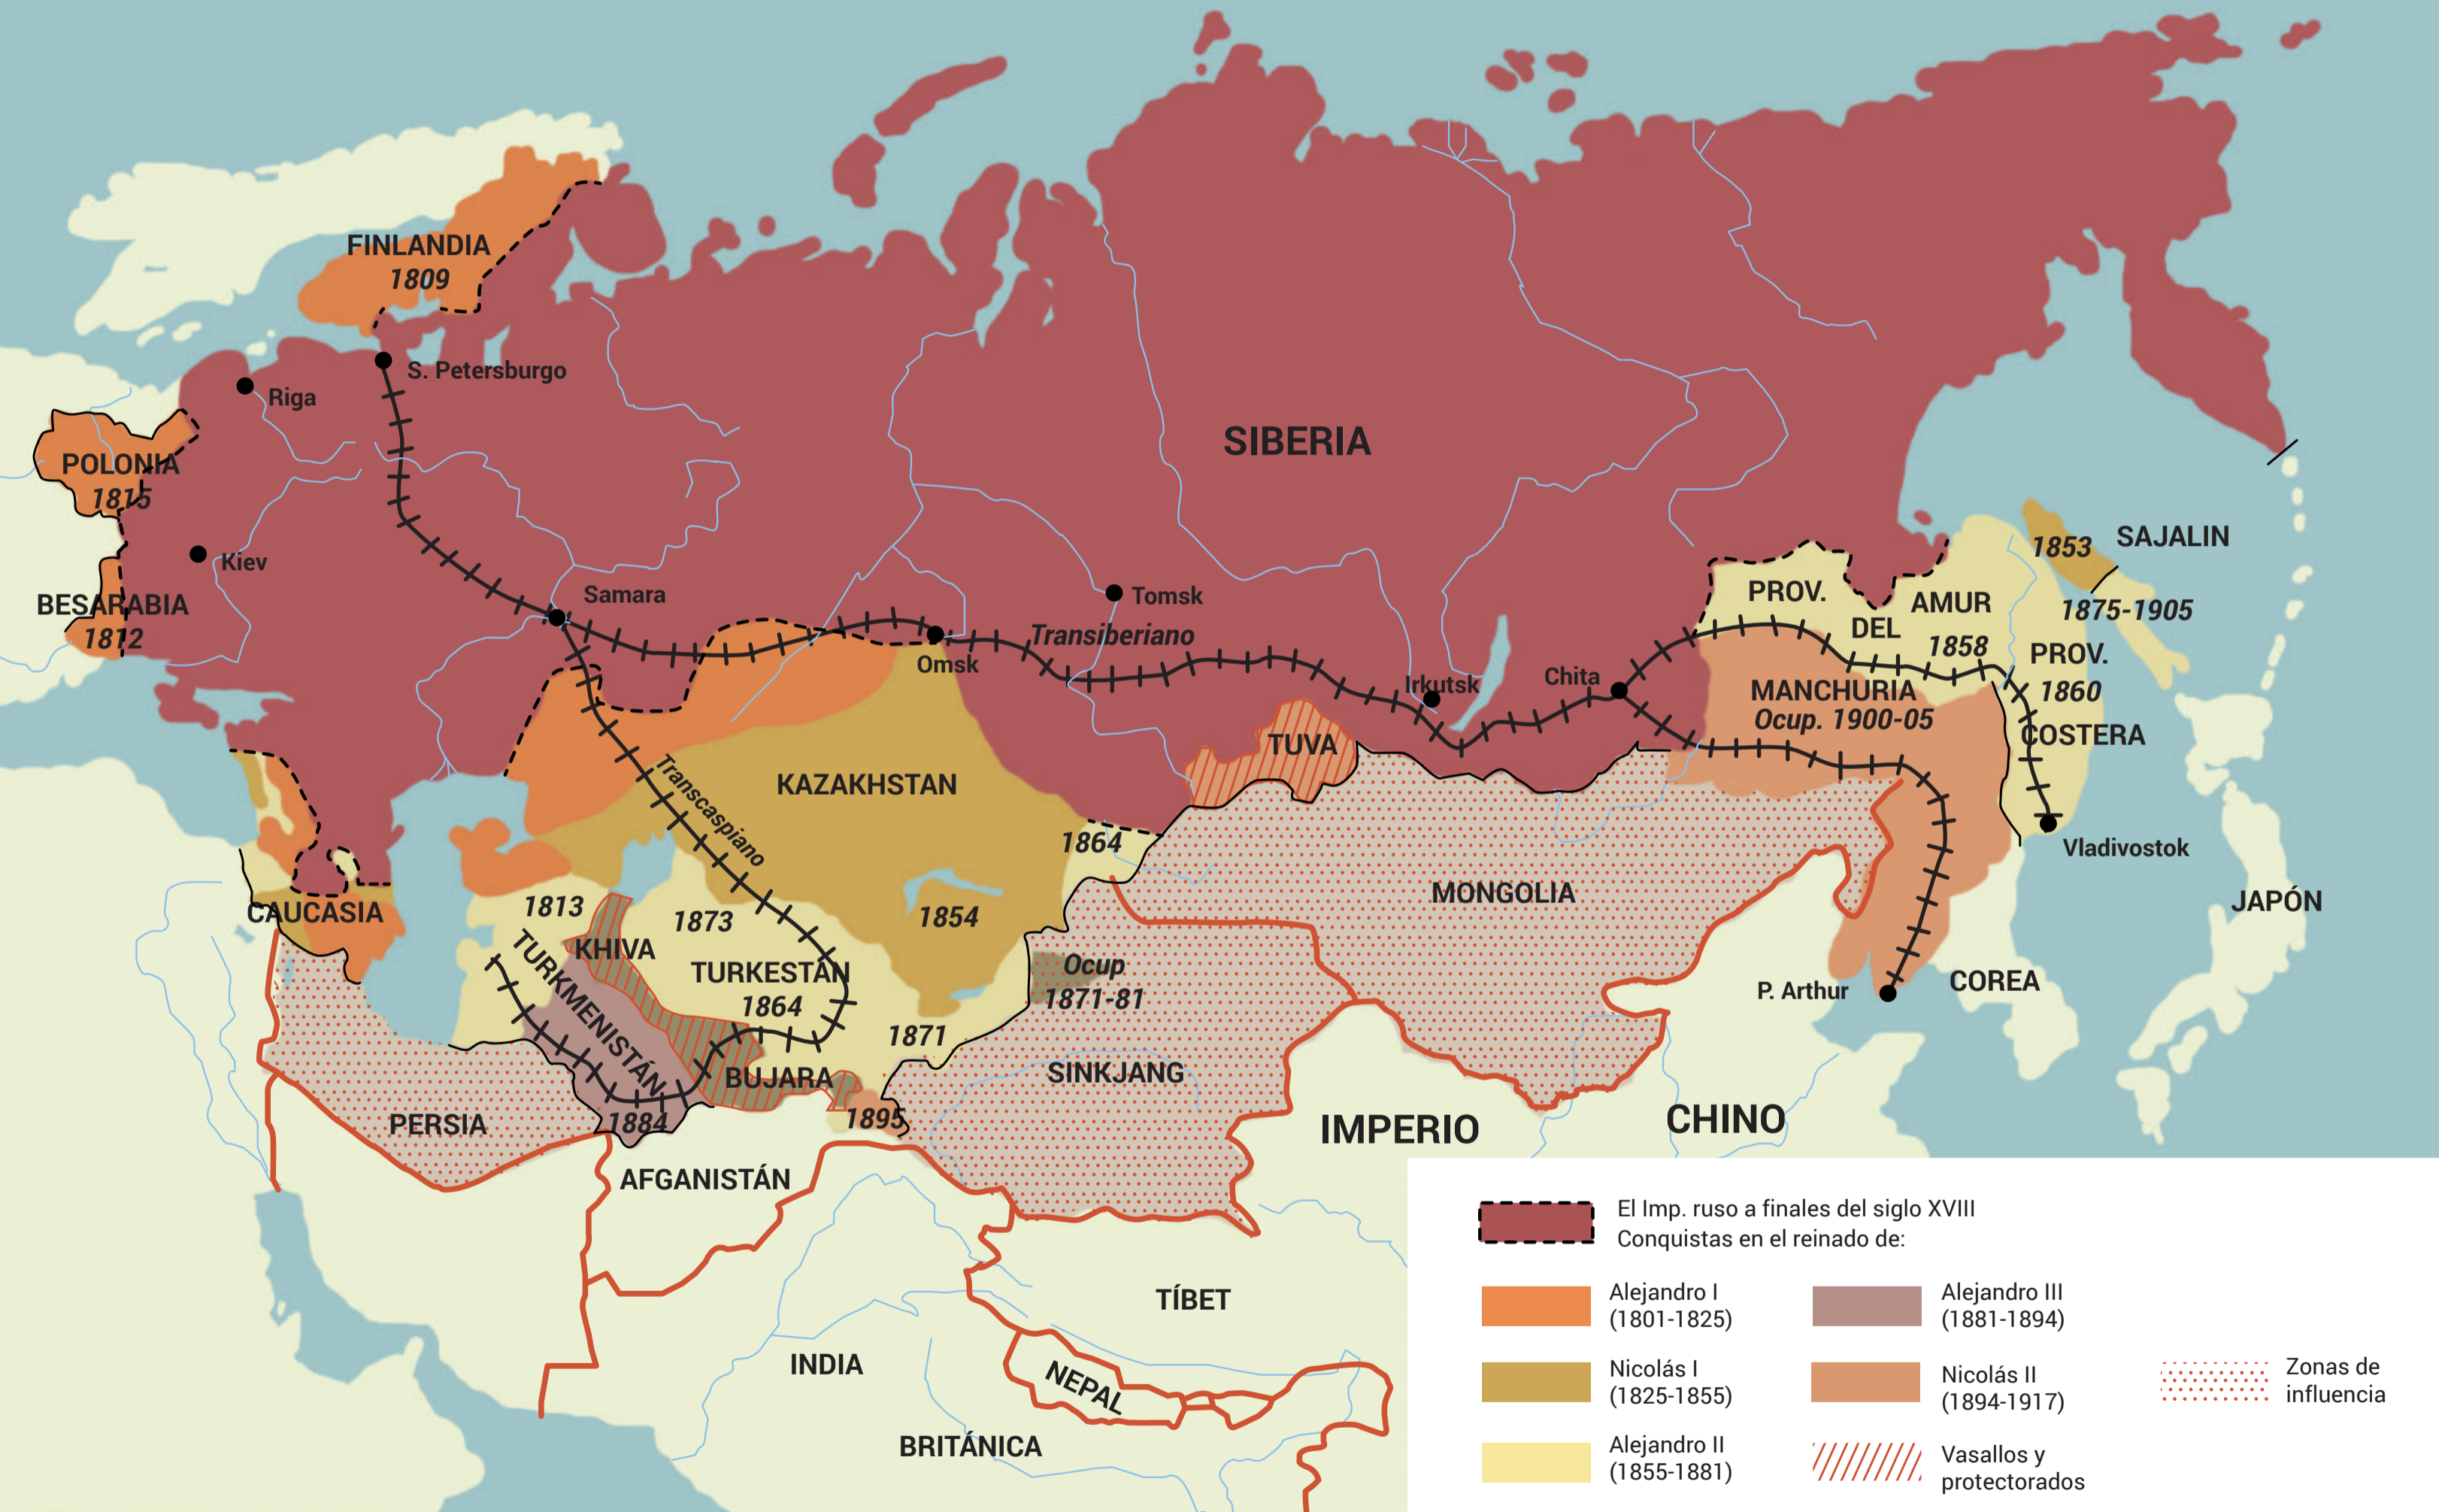 FINLANDIA
1809
S. Petersburgo
Riga
POLONIA
1815
Kiev
BESARABIA
1812
Samara
SIBERIA
Tomsk
Transiberiano
Omsk
Irkutsk
Chita
PROV.
DEL
AMUR
1858
1853
SAJALIN
1875-1905
PROV.
1860
COSTERA
MANCHURIA
Ocup. 1900-05
Vladivostok
JAPÓN
TUVA
KAZAKHSTAN
Transcaspiano
1864
MONGOLIA
CAUCASIA
1813
KHIVA
1873
1854
TURKESTÁN
1864
TURKMENISTÁN
1871
Ocup
1871-81
P. Arthur
COREA
BUJARA
SINKJANG
PERSIA
1884
1895
IMPERIO
CHINO
AFGANISTÁN
TÍBET
INDIA
NEPAL
BRITÁNICA
El Imp. ruso a finales del siglo XVIII
Conquistas en el reinado de:
Alejandro I
(1801-1825)
Nicolás I
(1825-1855)
Alejandro II
(1855-1881)
Alejandro III
(1881-1894)
Nicolás II
(1894-1917)
Vasallos y
protectorados
Zonas de
influencia